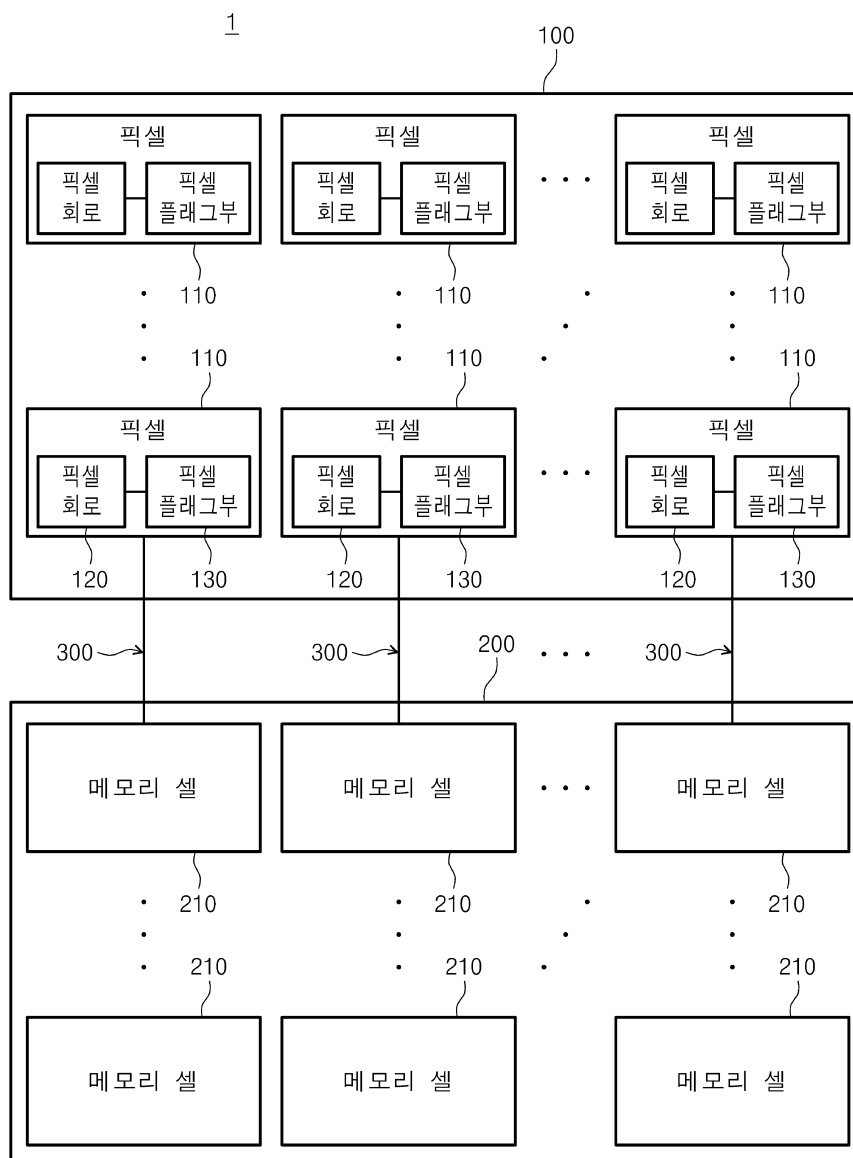 1
100
픽셀 픽셀 픽셀
픽셀 픽셀 픽셀 픽셀 픽셀 픽셀
회로 플래그부 회로 플래그부 회로 플래그부
110 110 110
110 110 110
픽셀 픽셀 픽셀
픽셀 픽셀 픽셀 픽셀 픽셀 픽셀
회로 플래그부 회로 플래그부 회로 플래그부
120 130 120 130 120 130
300 300 200 300
메모리 셀 메모리 셀 메모리 셀
210 210 210
210 210 210
메모리 셀 메모리 셀 메모리 셀